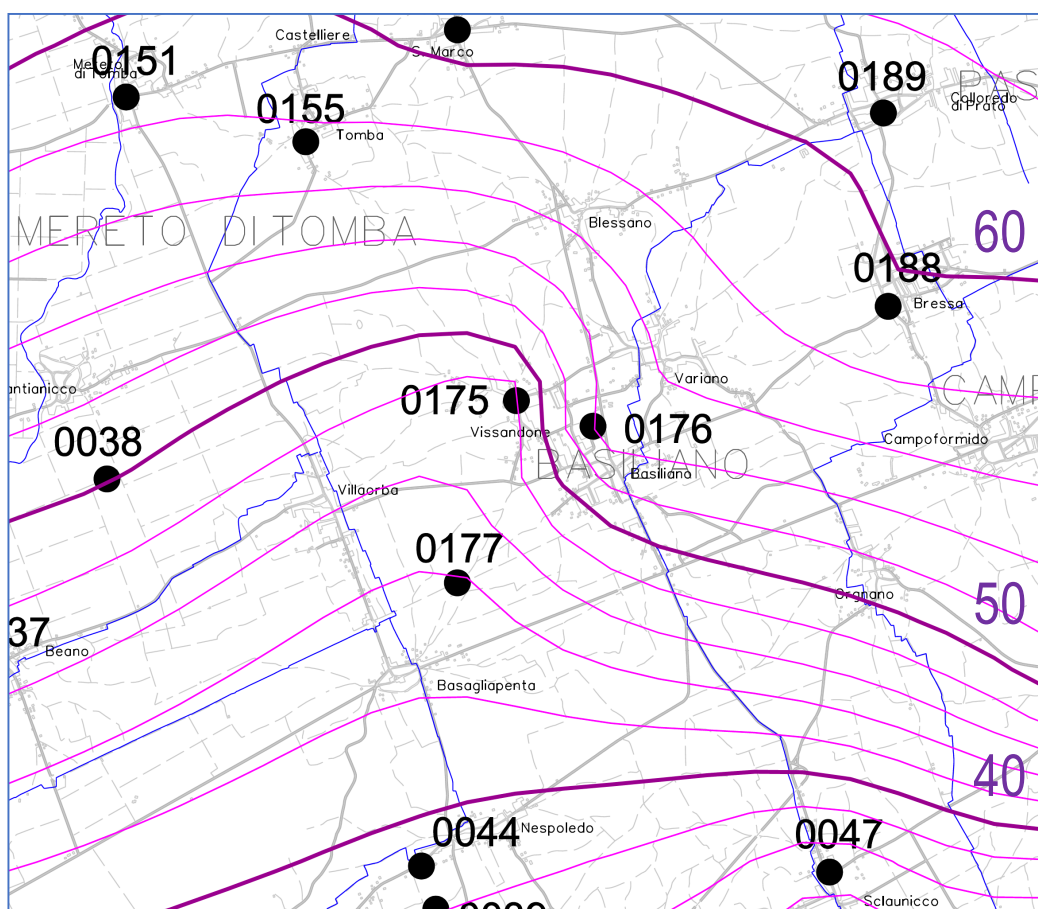 Castelliere
S. Marco
0151
Mereto
di Tomba
0189
PAS
Colloredo
di Prato
0155
Tomba
MERETO DI TOMBA
Blessano
60
0188
Bressa
antianicco
Variano
CAMP
0175
Vissandone
0176
Campoformido
0038
BASILIANO
Basiliano
Villaorba
0177
Orgnano
50
37
Beano
Basagliapenta
40
0044
Nespoledo
0047
Sclaunicco